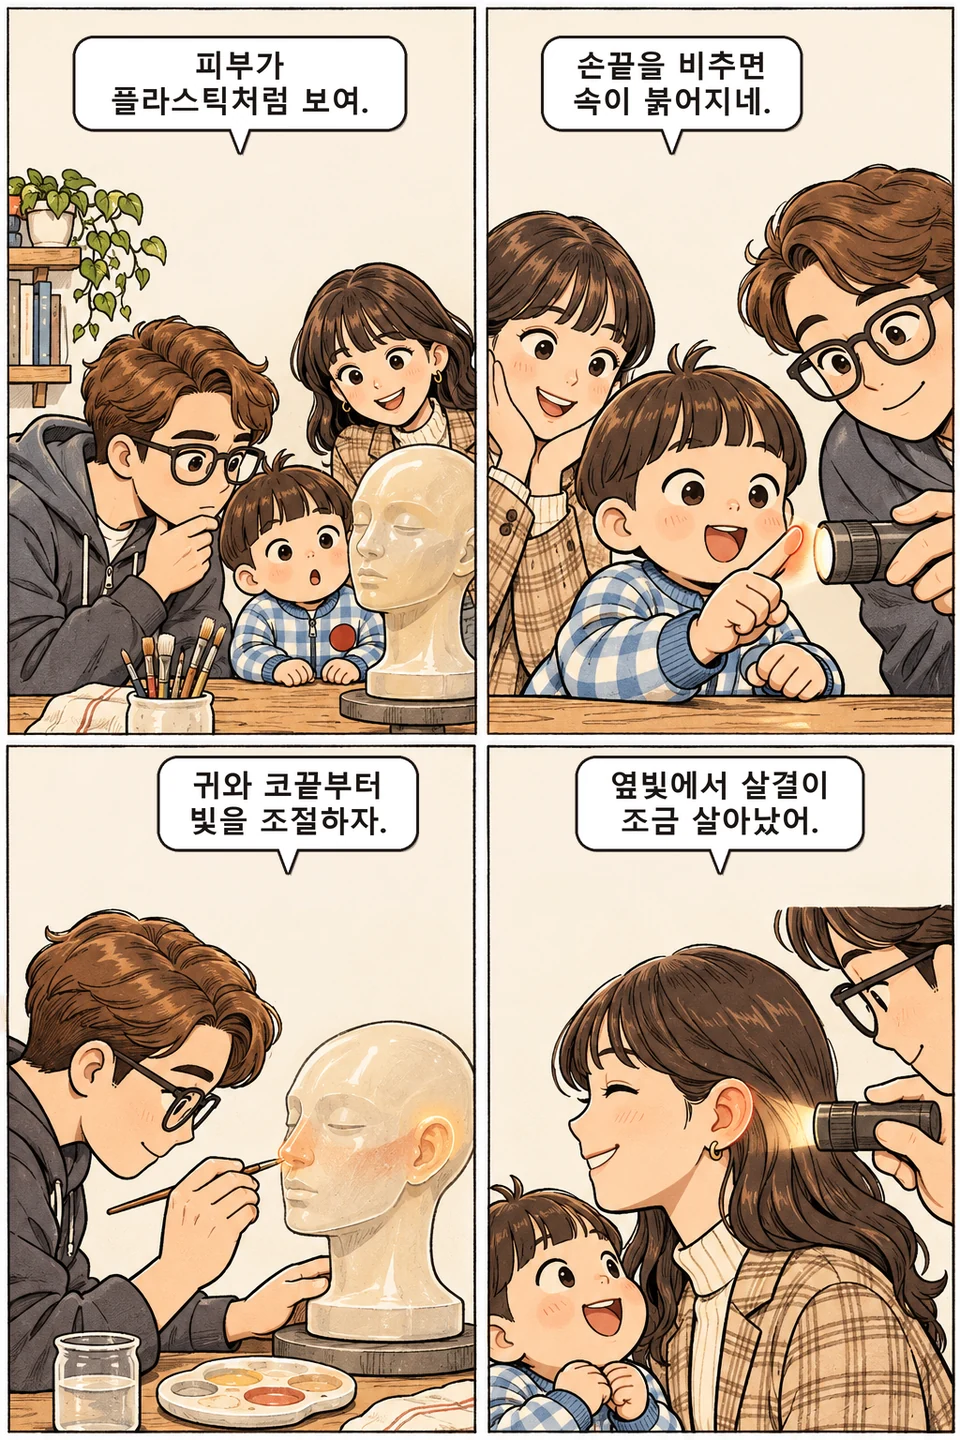 피부가
플라스틱처럼 보여.
손끝을 비추면
속이 붉어지네.
귀와 코끝부터
빛을 조절하자.
옆빛에서 살결이
조금 살아났어.